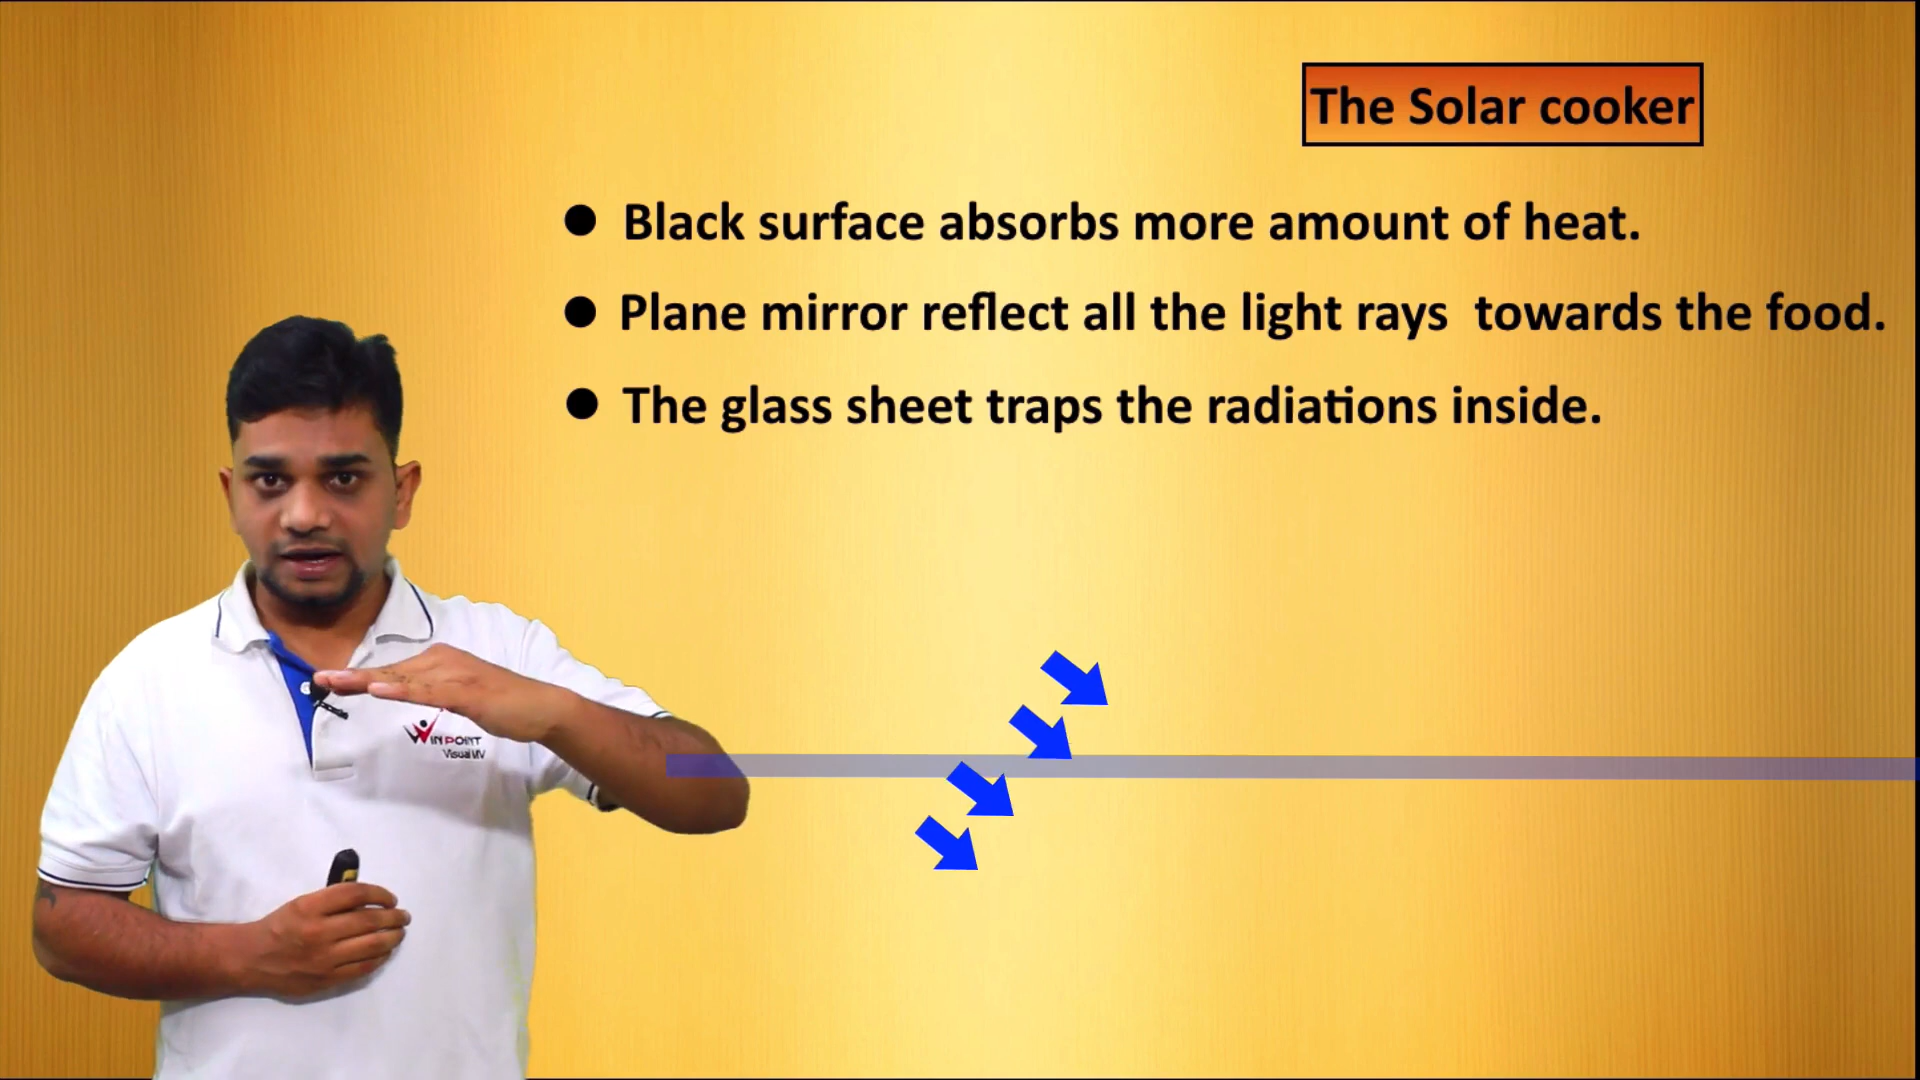 The Solar cooker
● Black surface absorbs more amount of heat.
● Plane mirror reflect all the light rays towards the food.
● The glass sheet traps the radiations inside.
WINPOINT